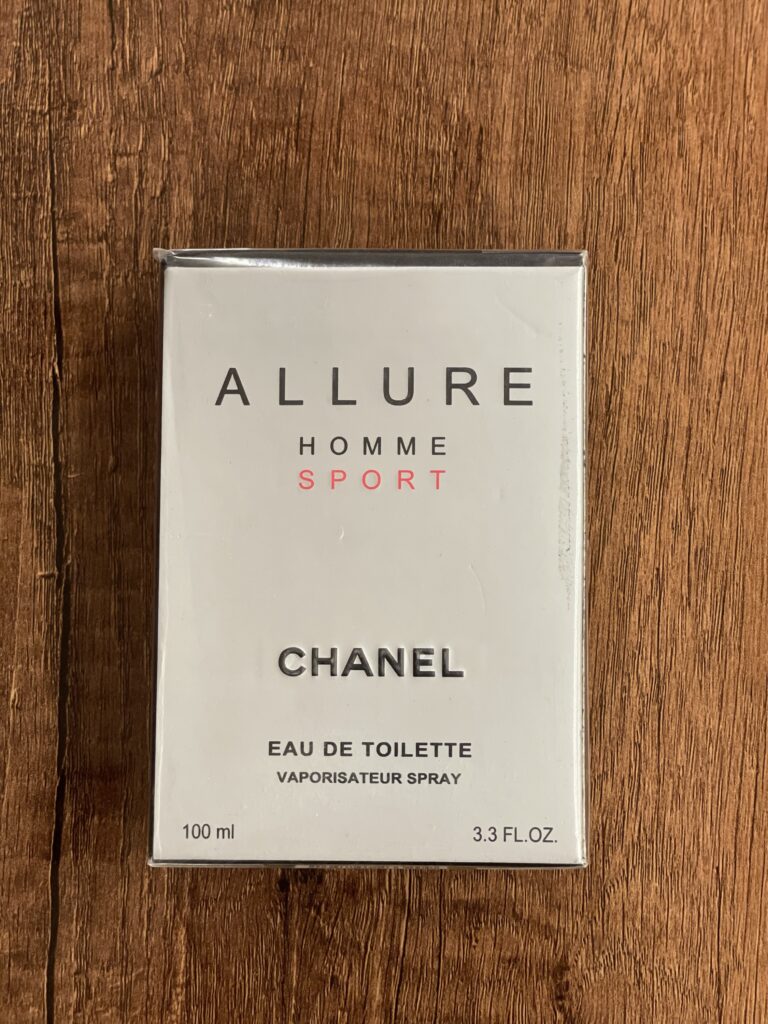 ALLURE
HOMME
SPORT
CHANEL
EAU DE TOILETTE
VAPORISATEUR SPRAY
100 ml 3.3 FL.OZ.